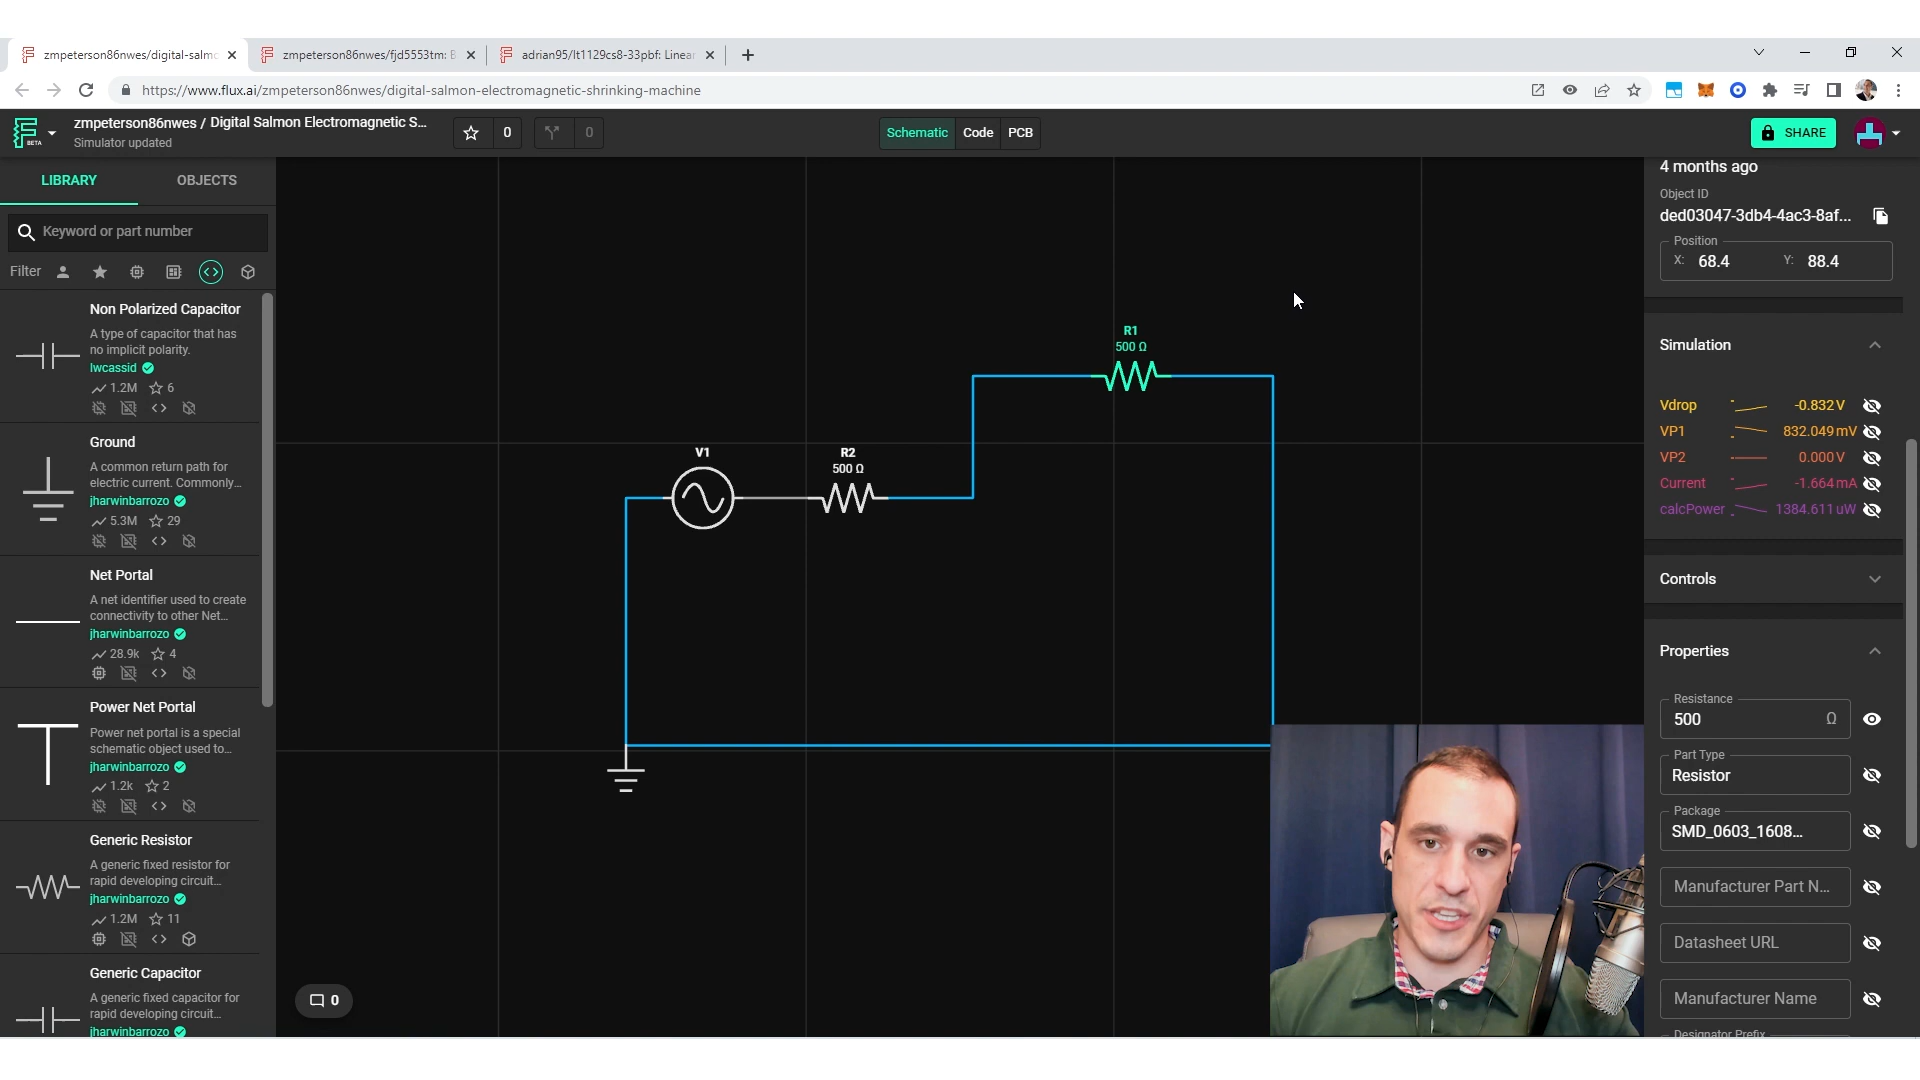 zmpeterson86nwes/digital-salmo
zmpeterson86nwes/fjd5553tm: B
adrian95/lt1129cs8-33pbf: Linear
https://www.flux.ai/zmpeterson86nwes/digital-salmon-electromagnetic-shrinking-machine
BETA
zmpeterson86nwes / Digital Salmon Electromagnetic S...
Simulator updated
0
0
Schematic
Code
PCB
SHARE
LIBRARY
OBJECTS
Keyword or part number
Filter
Non Polarized Capacitor
A type of capacitor that has
no implicit polarity.
lwcassid
1.2M
6
Ground
A common return path for
electric current. Commonly...
jharwinbarrozo
5.3M
29
Net Portal
A net identifier used to create
connectivity to other Net...
jharwinbarrozo
28.9k
4
Power Net Portal
Power net portal is a special
schematic object used to...
jharwinbarrozo
1.2k
2
Generic Resistor
A generic fixed resistor for
rapid developing circuit...
jharwinbarrozo
1.2M
11
Generic Capacitor
A generic fixed capacitor for
rapid developing circuit...
jharwinbarrozo
V1
R2
500 Ω
R1
500 Ω
0
4 months ago
Object ID
ded03047-3db4-4ac3-8af...
Position
X: 68.4 Y: 88.4
Simulation
Vdrop -0.832 V
VP1 832.049 mV
VP2 0.000 V
Current -1.664 mA
calcPower 1384.611 uW
Controls
Properties
Resistance
500 Ω
Part Type
Resistor
Package
SMD_0603_1608...
Manufacturer Part N...
Datasheet URL
Manufacturer Name
Designator Prefix